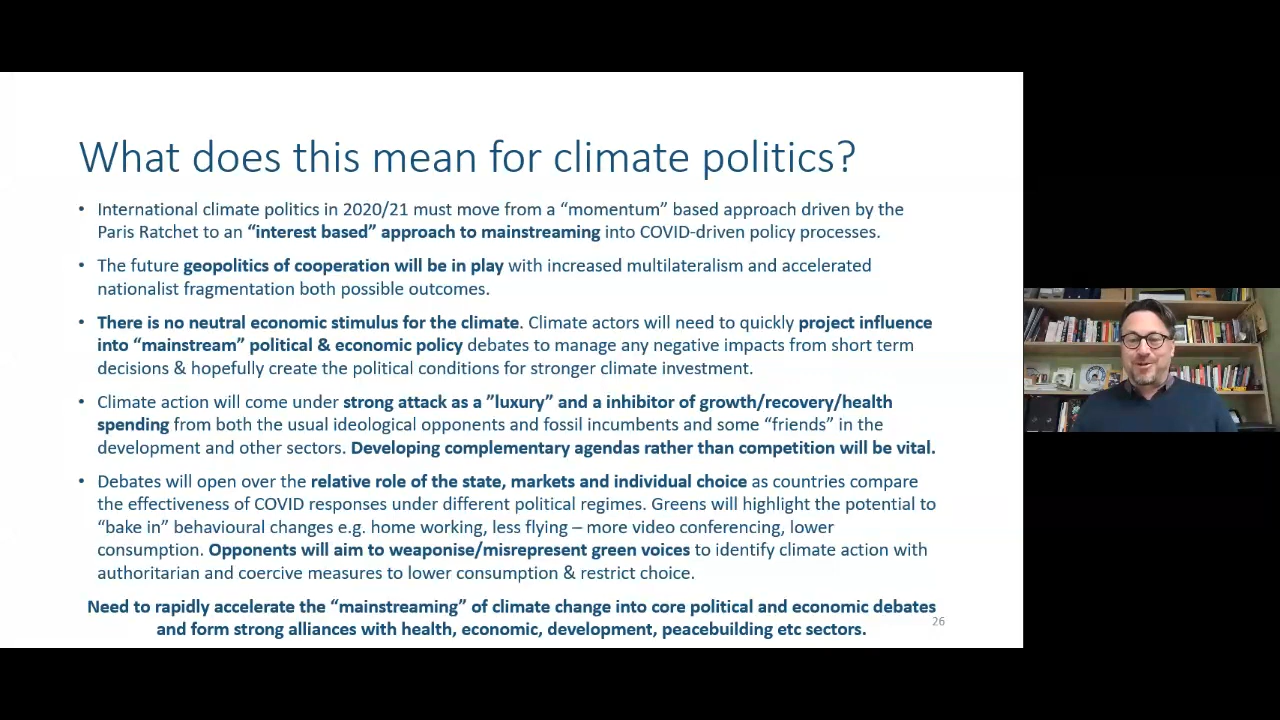 What does this mean for climate politics?
• International climate politics in 2020/21 must move from a “momentum” based approach driven by the
Paris Ratchet to an “interest based” approach to mainstreaming into COVID-driven policy processes.
• The future geopolitics of cooperation will be in play with increased multilateralism and accelerated
nationalist fragmentation both possible outcomes.
• There is no neutral economic stimulus for the climate. Climate actors will need to quickly project influence
into “mainstream” political & economic policy debates to manage any negative impacts from short term
decisions & hopefully create the political conditions for stronger climate investment.
• Climate action will come under strong attack as a ”luxury” and a inhibitor of growth/recovery/health
spending from both the usual ideological opponents and fossil incumbents and some “friends” in the
development and other sectors. Developing complementary agendas rather than competition will be vital.
• Debates will open over the relative role of the state, markets and individual choice as countries compare
the effectiveness of COVID responses under different political regimes. Greens will highlight the potential to
“bake in” behavioural changes e.g. home working, less flying – more video conferencing, lower
consumption. Opponents will aim to weaponise/misrepresent green voices to identify climate action with
authoritarian and coercive measures to lower consumption & restrict choice.
Need to rapidly accelerate the “mainstreaming” of climate change into core political and economic debates
and form strong alliances with health, economic, development, peacebuilding etc sectors.
26